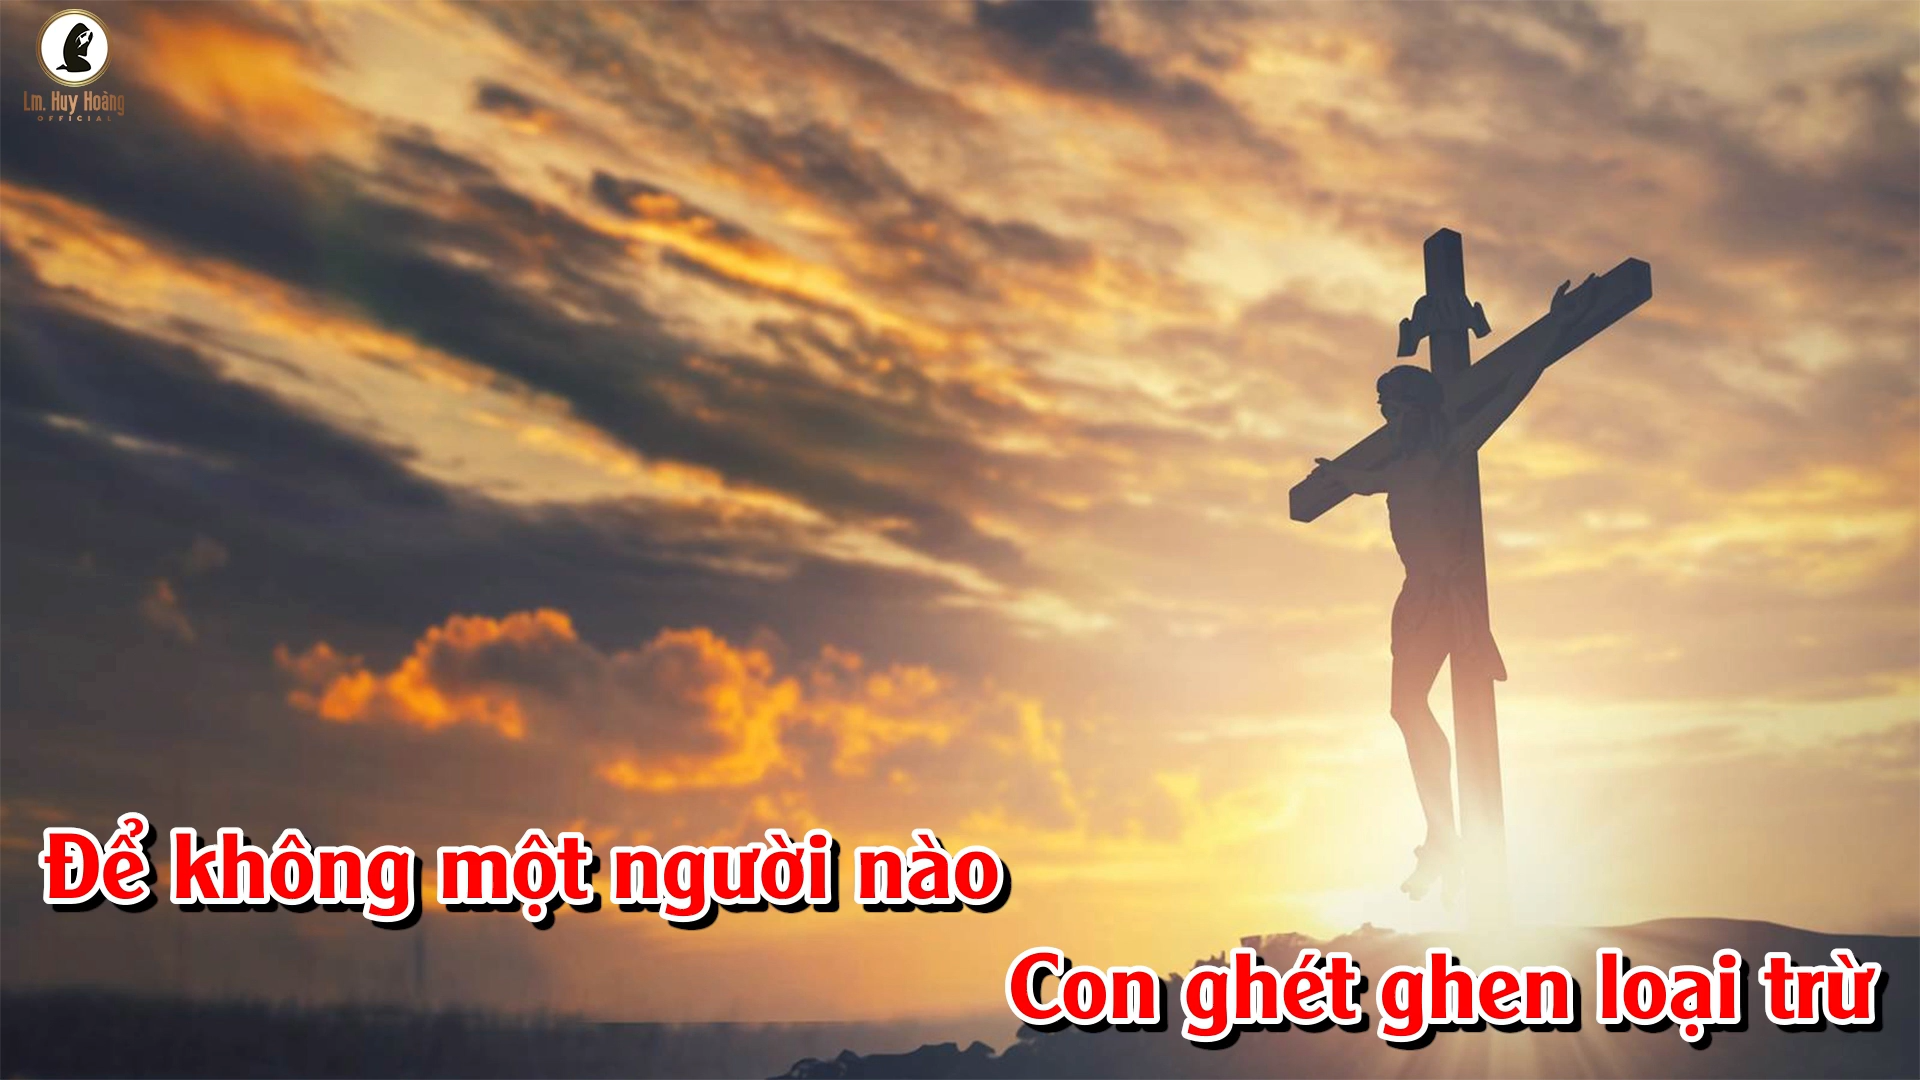 Lm. Huy Hoàng
OFFICIAL
Để không một người nào
Con ghét ghen loại trừ